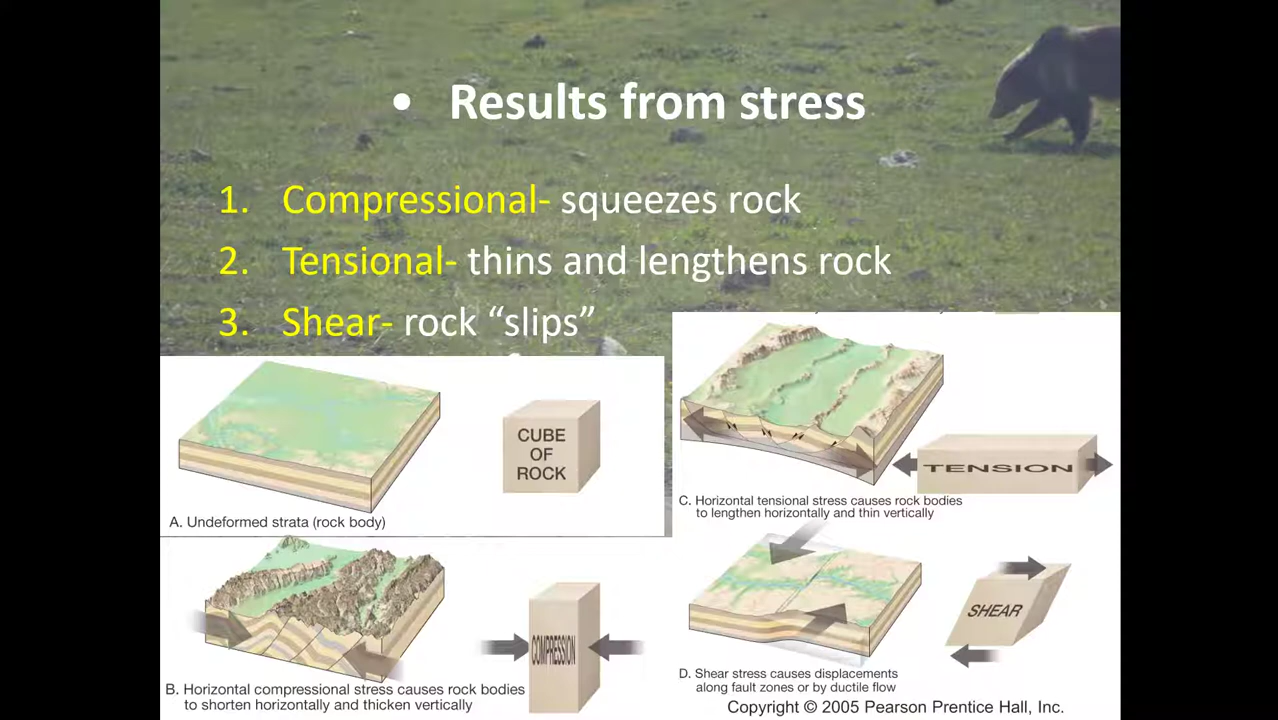 • Results from stress
1. Compressional- squeezes rock
2. Tensional- thins and lengthens rock
3. Shear- rock “slips”
CUBE
OF
ROCK
A. Undeformed strata (rock body)
TENSION
C. Horizontal tensional stress causes rock bodies
to lengthen horizontally and thin vertically
COMPRESSION
B. Horizontal compressional stress causes rock bodies
to shorten horizontally and thicken vertically
SHEAR
D. Shear stress causes displacements
along fault zones or by ductile flow
Copyright © 2005 Pearson Prentice Hall, Inc.